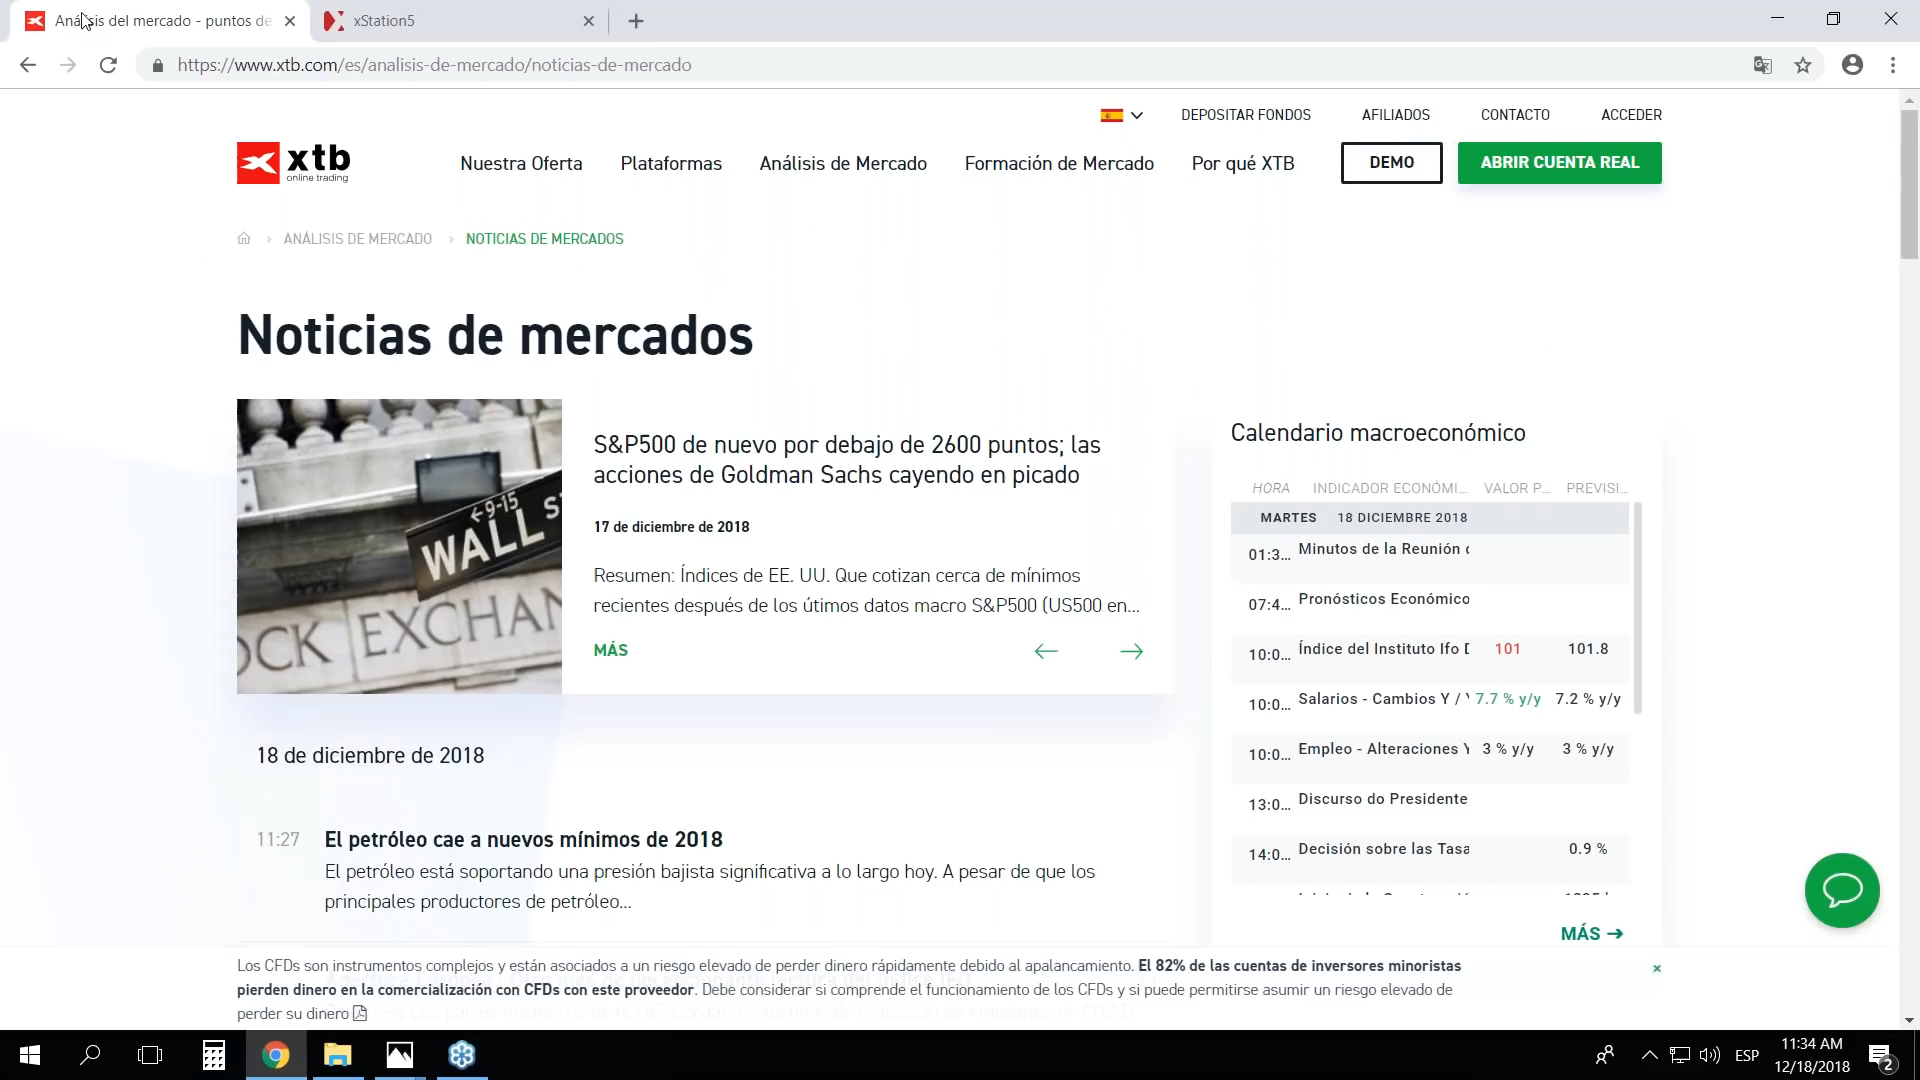 Análisis del mercado - puntos de
xStation5
https://www.xtb.com/es/analisis-de-mercado/noticias-de-mercado
DEPOSITAR FONDOS
AFILIADOS
CONTACTO
ACCEDER
xtb
online trading
Nuestra Oferta
Plataformas
Análisis de Mercado
Formación de Mercado
Por qué XTB
DEMO
ABRIR CUENTA REAL
ANÁLISIS DE MERCADO
NOTICIAS DE MERCADOS
Noticias de mercados
←9-15
WALL S
OCK EXCHAN
S&P500 de nuevo por debajo de 2600 puntos; las
acciones de Goldman Sachs cayendo en picado
17 de diciembre de 2018
Resumen: Índices de EE. UU. Que cotizan cerca de mínimos
recientes después de los útimos datos macro S&P500 (US500 en...
MÁS
18 de diciembre de 2018
11:27 El petróleo cae a nuevos mínimos de 2018
El petróleo está soportando una presión bajista significativa a lo largo hoy. A pesar de que los
principales productores de petróleo...
Calendario macroeconómico
HORA INDICADOR ECONÓMI... VALOR P... PREVISI...
MARTES 18 DICIEMBRE 2018
01:3... Minutos de la Reunión
07:4... Pronósticos Económico
10:0... Índice del Instituto Ifo 101 101.8
10:0... Salarios - Cambios Y / 7.7 % y/y 7.2 % y/y
10:0... Empleo - Alteraciones 3 % y/y 3 % y/y
13:0... Discurso do Presidente
14:0... Decisión sobre las Tasa 0.9 %
MÁS →
Los CFDs son instrumentos complejos y están asociados a un riesgo elevado de perder dinero rápidamente debido al apalancamiento. El 82% de las cuentas de inversores minoristas
pierden dinero en la comercialización con CFDs con este proveedor. Debe considerar si comprende el funcionamiento de los CFDs y si puede permitirse asumir un riesgo elevado de
perder su dinero
ESP
11:34 AM
12/18/2018
2